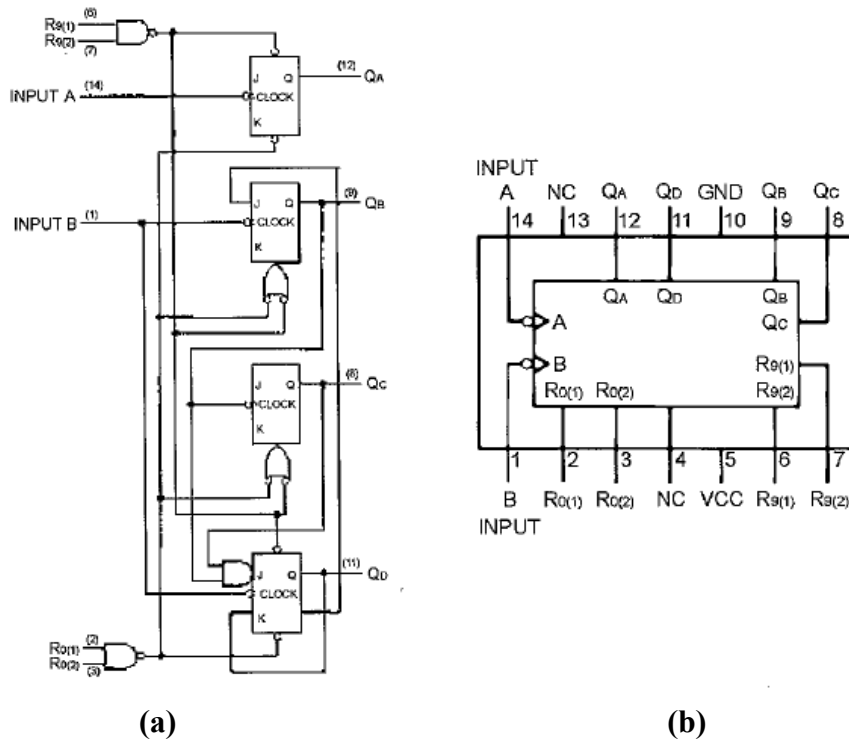 R9(1) (6)
R9(2) (7)
J Q (12) QA
INPUT A (14) CLOCK
K
J Q (9) QB
INPUT B (1) CLOCK
K
J Q (8) QC
CLOCK
K
J Q (11) QD
CLOCK
K
R0(1) (2)
R0(2) (3)
(a)
INPUT
A NC QA QD GND QB QC
14 13 12 11 10 9 8
QA QD QB
A QC
B R9(1)
R0(1) R0(2) R9(2)
1 2 3 4 5 6 7
B R0(1) R0(2) NC VCC R9(1) R9(2)
INPUT
(b)